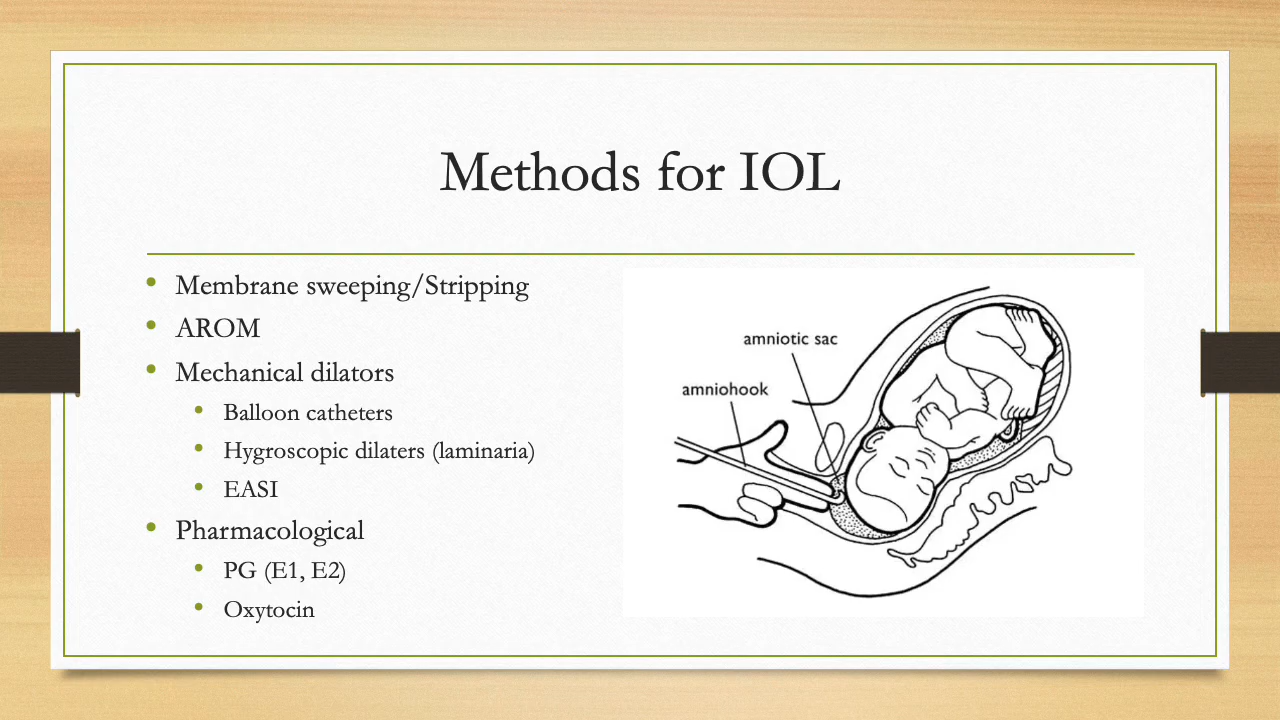 Methods for IOL
• Membrane sweeping/Stripping
• AROM
• Mechanical dilators
• Balloon catheters
• Hygroscopic dilaters (laminaria)
• EASI
• Pharmacological
• PG (E1, E2)
• Oxytocin
amniotic sac
amniohook